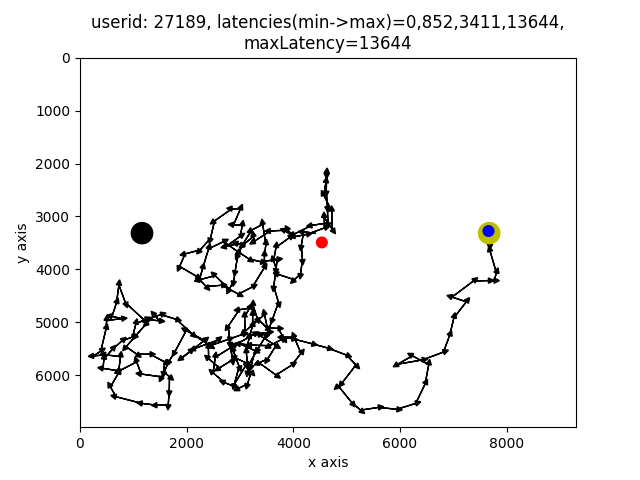 userid: 27189, latencies(min->max)=0,852,3411,13644,
maxLatency=13644
0
1000
2000
3000
4000
5000
6000
y axis
0 2000 4000 6000 8000
x axis